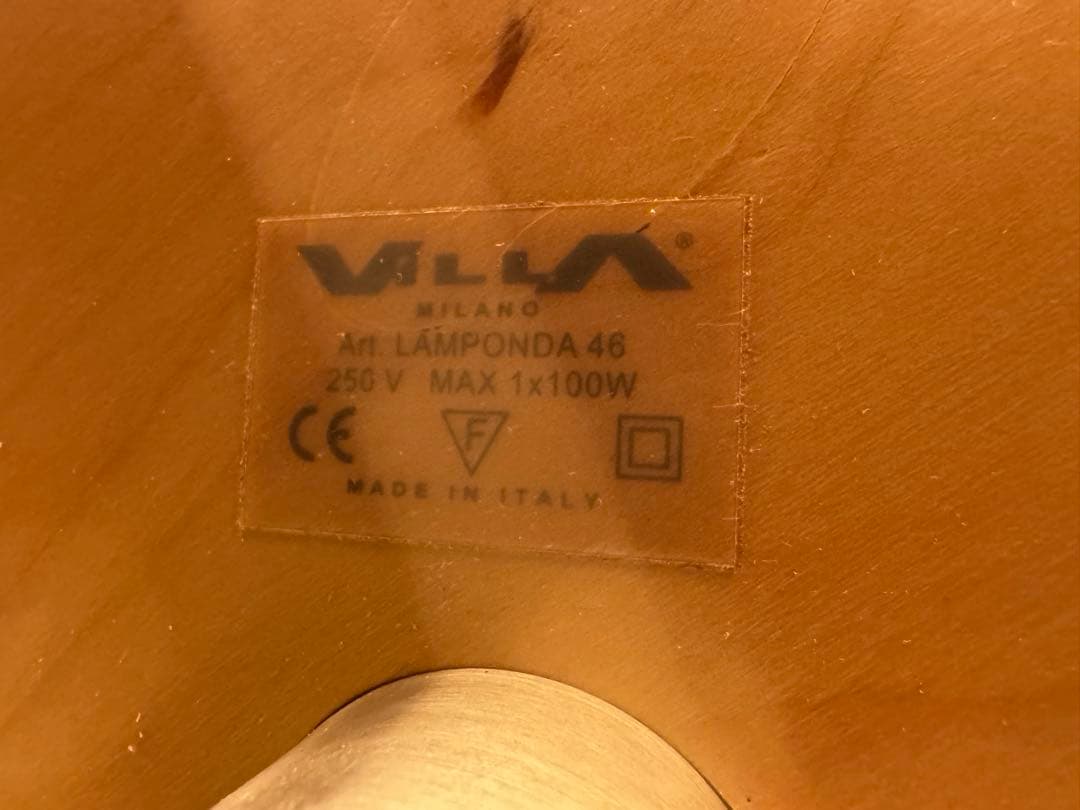 VILLA®
MILANO
Art. LAMPONDA 46
250 V MAX 1x100W
CE F
MADE IN ITALY